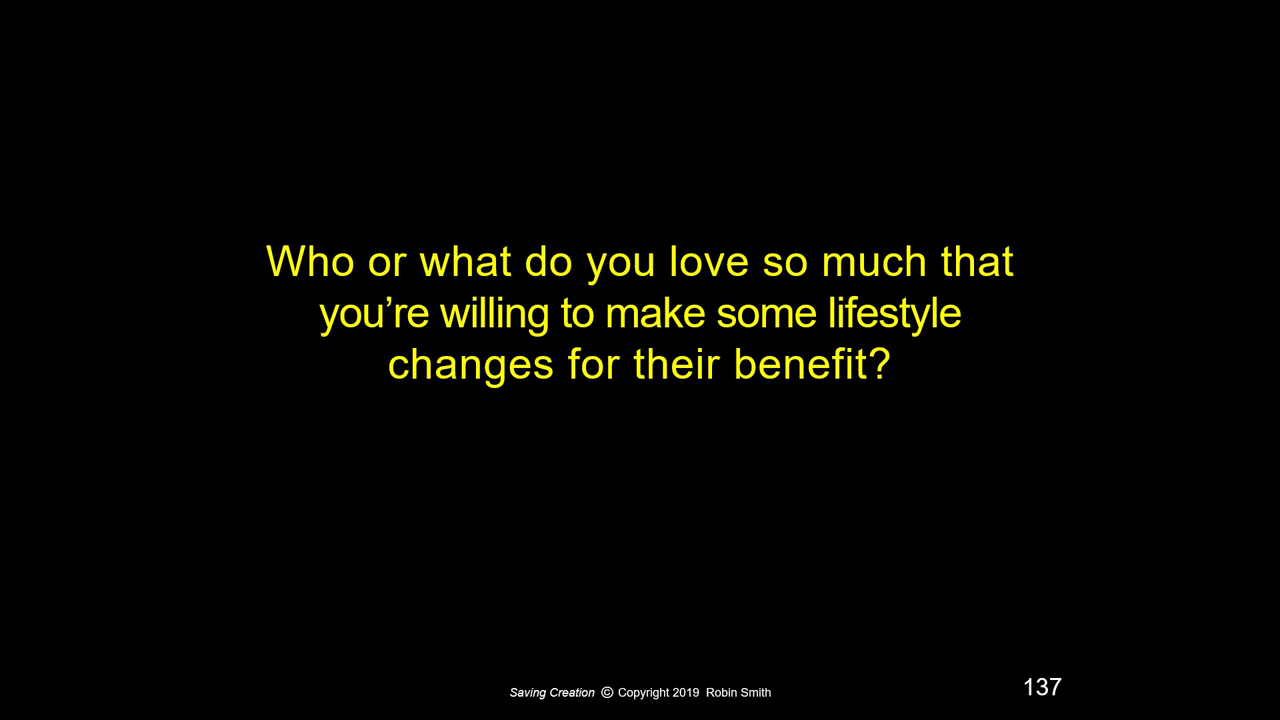 Who or what do you love so much that
you’re willing to make some lifestyle
changes for their benefit?
Saving Creation © Copyright 2019 Robin Smith
137